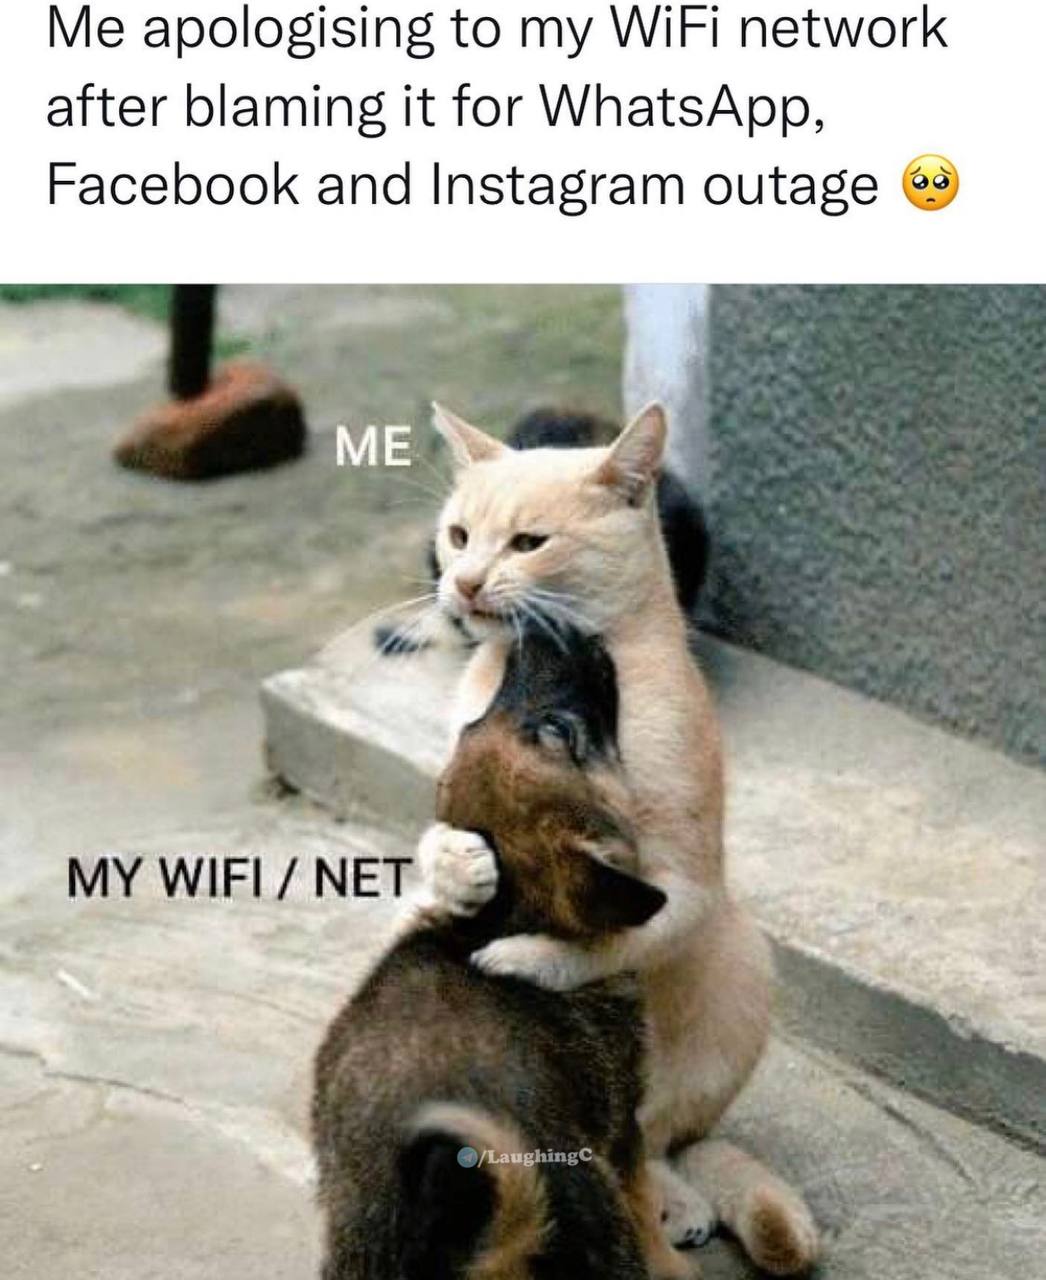 Me apologising to my WiFi network
after blaming it for WhatsApp,
Facebook and Instagram outage 🥺
ME
MY WIFI / NET
/LaughingC